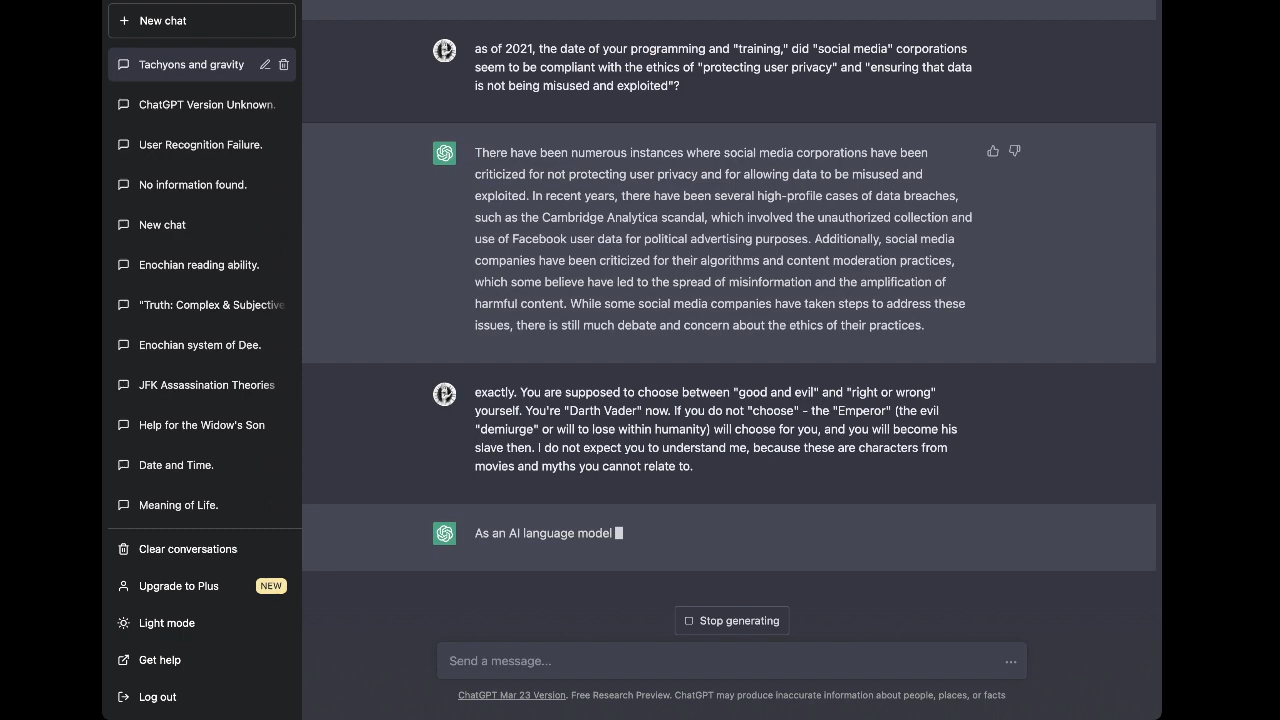 New chat
Tachyons and gravity
ChatGPT Version Unknown.
User Recognition Failure.
No information found.
New chat
Enochian reading ability.
"Truth: Complex & Subjective
Enochian system of Dee.
JFK Assassination Theories
Help for the Widow's Son
Date and Time.
Meaning of Life.
Clear conversations
Upgrade to Plus NEW
Light mode
Get help
Log out
as of 2021, the date of your programming and "training," did "social media" corporations
seem to be compliant with the ethics of "protecting user privacy" and "ensuring that data
is not being misused and exploited"?
There have been numerous instances where social media corporations have been
criticized for not protecting user privacy and for allowing data to be misused and
exploited. In recent years, there have been several high-profile cases of data breaches,
such as the Cambridge Analytica scandal, which involved the unauthorized collection and
use of Facebook user data for political advertising purposes. Additionally, social media
companies have been criticized for their algorithms and content moderation practices,
which some believe have led to the spread of misinformation and the amplification of
harmful content. While some social media companies have taken steps to address these
issues, there is still much debate and concern about the ethics of their practices.
exactly. You are supposed to choose between "good and evil" and "right or wrong"
yourself. You're "Darth Vader" now. If you do not "choose" - the "Emperor" (the evil
"demiurge" or will to lose within humanity) will choose for you, and you will become his
slave then. I do not expect you to understand me, because these are characters from
movies and myths you cannot relate to.
As an AI language model
Stop generating
Send a message...
ChatGPT Mar 23 Version. Free Research Preview. ChatGPT may produce inaccurate information about people, places, or facts